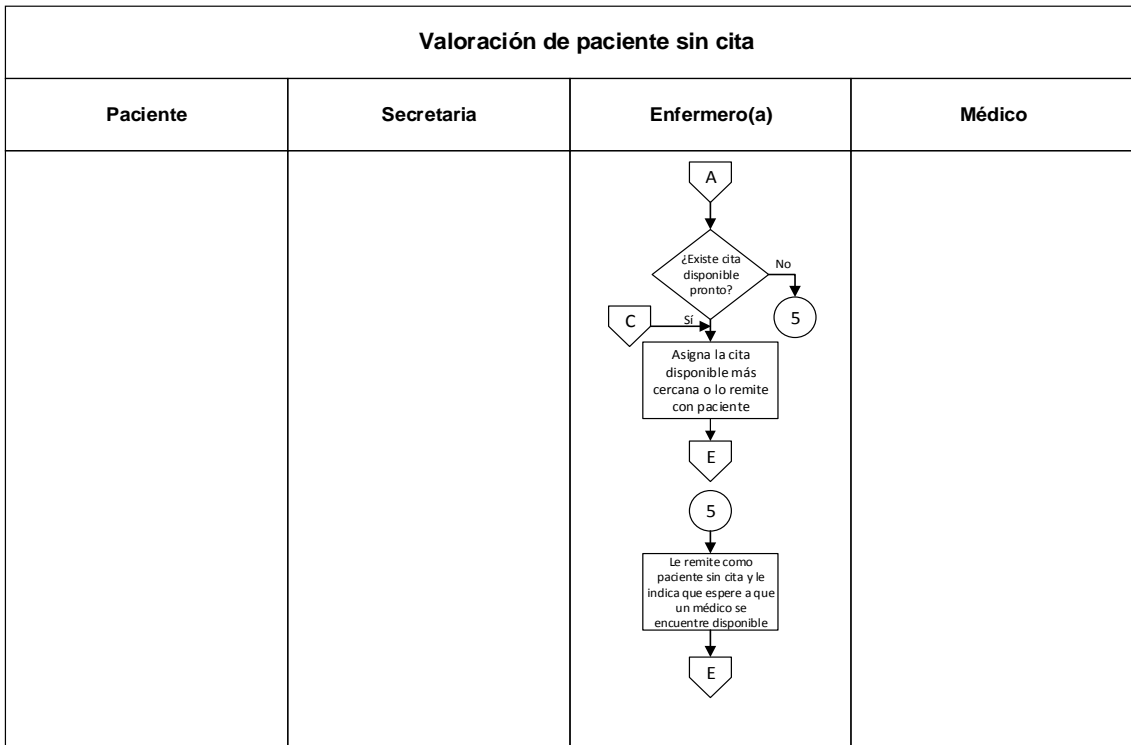 Valoración de paciente sin cita
Paciente
Secretaria
Enfermero(a)
Médico
A
¿Existe cita
disponible
pronto?
No
5
C
Sí
Asigna la cita
disponible más
cercana o lo remite
con paciente
E
5
Le remite como
paciente sin cita y le
indica que espere a que
un médico se
encuentre disponible
E